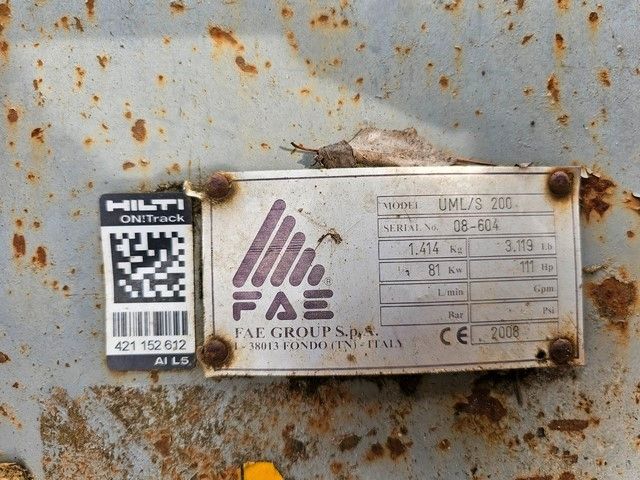 HILTI
ON!Track
421 152 612
AI L5
FAE
®
FAE GROUP S.p.A.
I - 38013 FONDO (TN) - ITALY
MODEL UML/S 200
SERIAL No. 08-604
1.414 Kg 3.119 Lb
81 Kw 111 Hp
L/min Gpm
Bar Psi
CE 2008